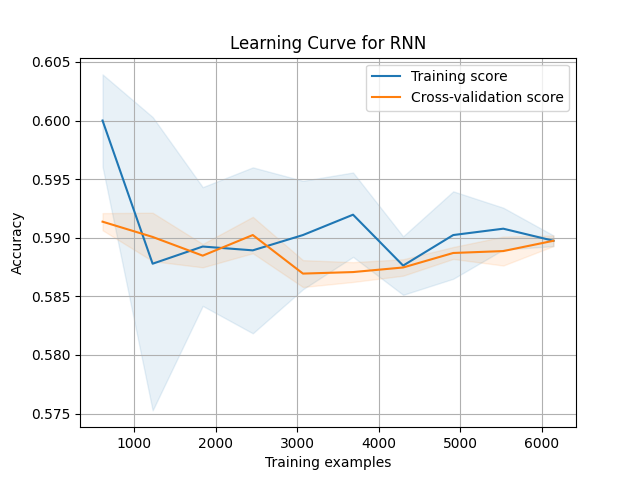 Learning Curve for RNN
0.605
0.600
0.595
0.590
0.585
0.580
0.575
Accuracy
Training score
Cross-validation score
1000 2000 3000 4000 5000 6000
Training examples